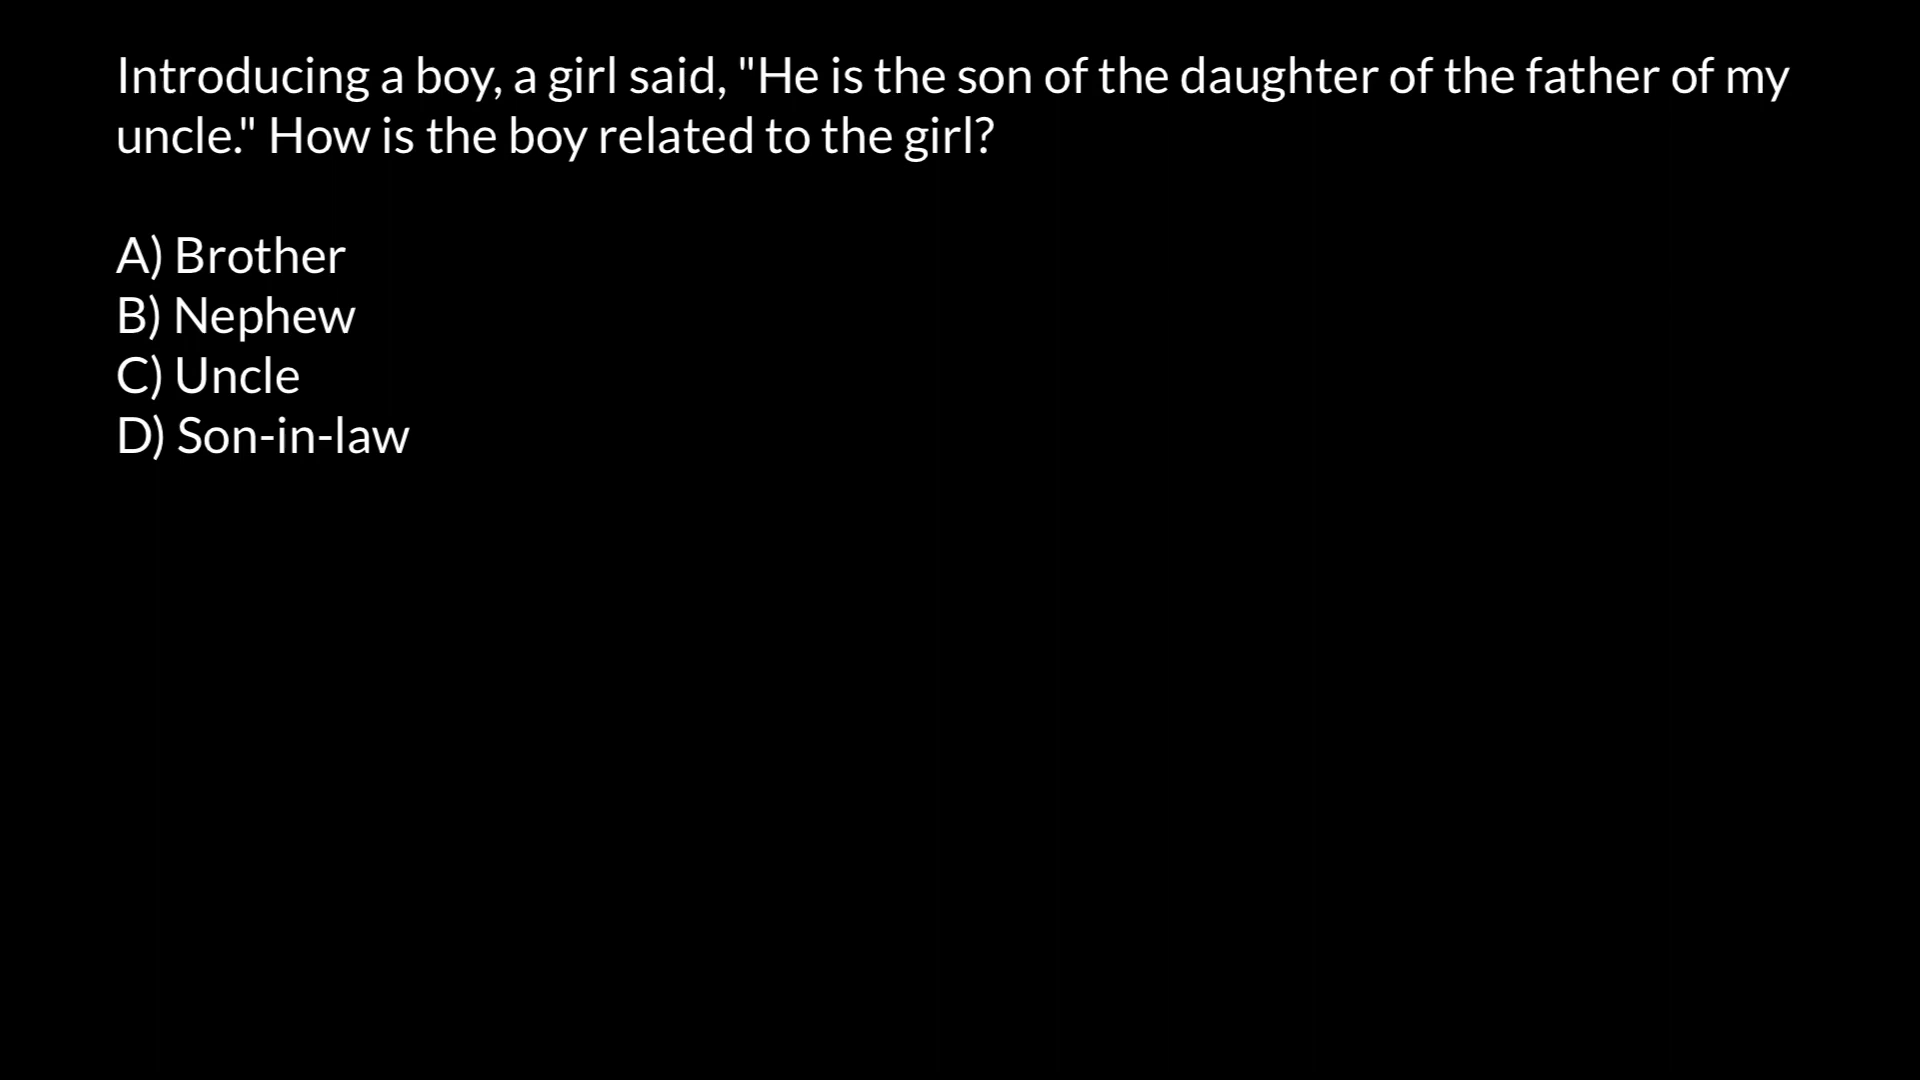 Introducing a boy, a girl said, "He is the son of the daughter of the father of my
uncle." How is the boy related to the girl?
A) Brother
B) Nephew
C) Uncle
D) Son-in-law